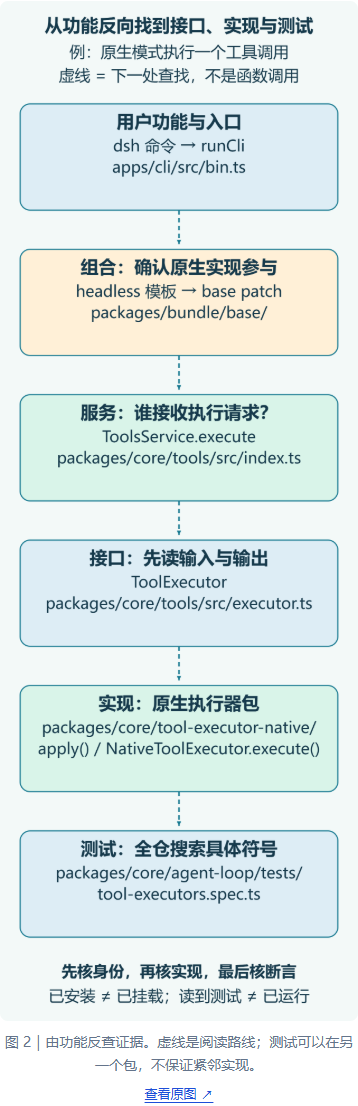 从功能反向找到接口、实现与测试
例：原生模式执行一个工具调用
虚线 = 下一处查找，不是函数调用
用户功能与入口
dsh 命令 → runCli
apps/cli/src/bin.ts
组合：确认原生实现参与
headless 模板 → base patch
packages/bundle/base/
服务：谁接收执行请求？
ToolsService.execute
packages/core/tools/src/index.ts
接口：先读输入与输出
ToolExecutor
packages/core/tools/src/executor.ts
实现：原生执行器包
packages/core/tool-executor-native/
apply() / NativeToolExecutor.execute()
测试：全仓搜索具体符号
packages/core/agent-loop/tests/
tool-executors.spec.ts
先核身份，再核实现，最后核断言
已安装 ≠ 已挂载；读到测试 ≠ 已运行
图 2｜由功能反查证据。虚线是阅读路线；测试可以在另
一个包，不保证紧邻实现。
查看原图 ↗